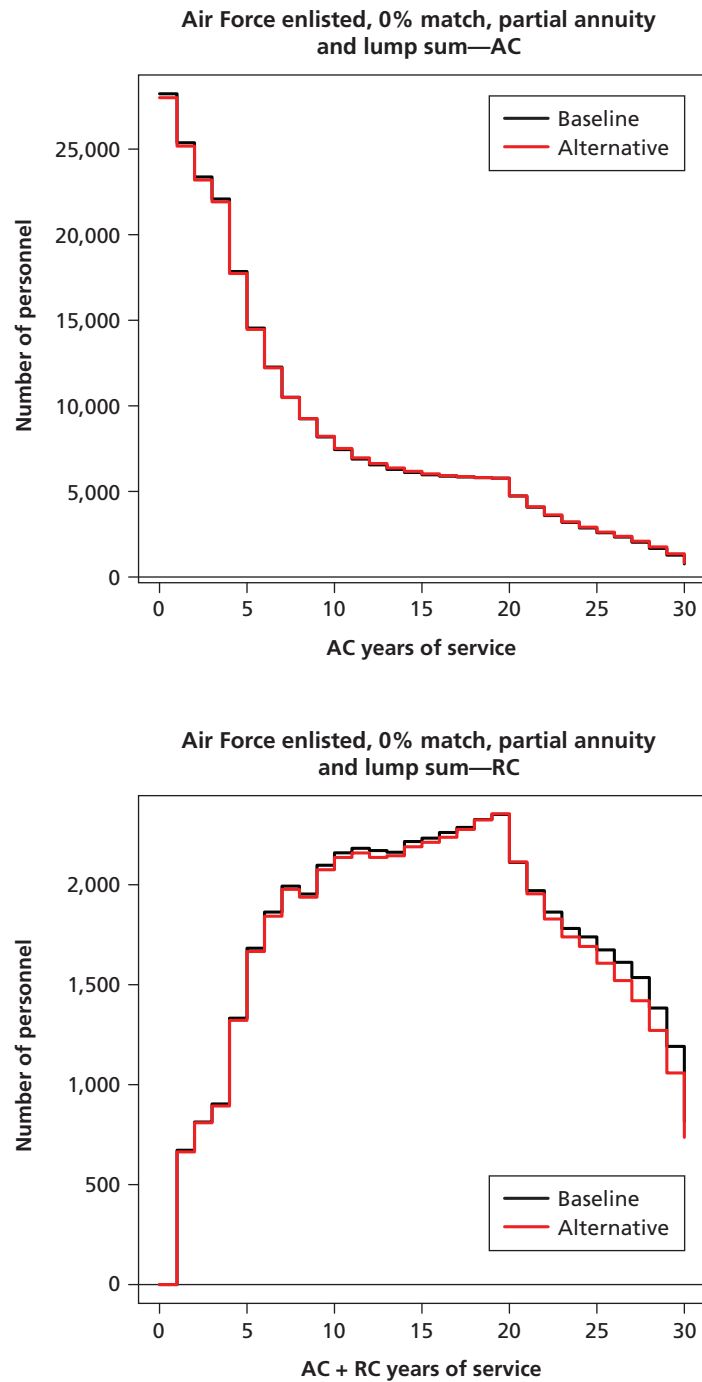 Air Force enlisted, 0% match, partial annuity
and lump sum—AC
Baseline
Alternative
Number of personnel
25,000
20,000
15,000
10,000
5,000
0
0 5 10 15 20 25 30
AC years of service
Air Force enlisted, 0% match, partial annuity
and lump sum—RC
Number of personnel
2,000
1,500
1,000
500
0
Baseline
Alternative
0 5 10 15 20 25 30
AC + RC years of service